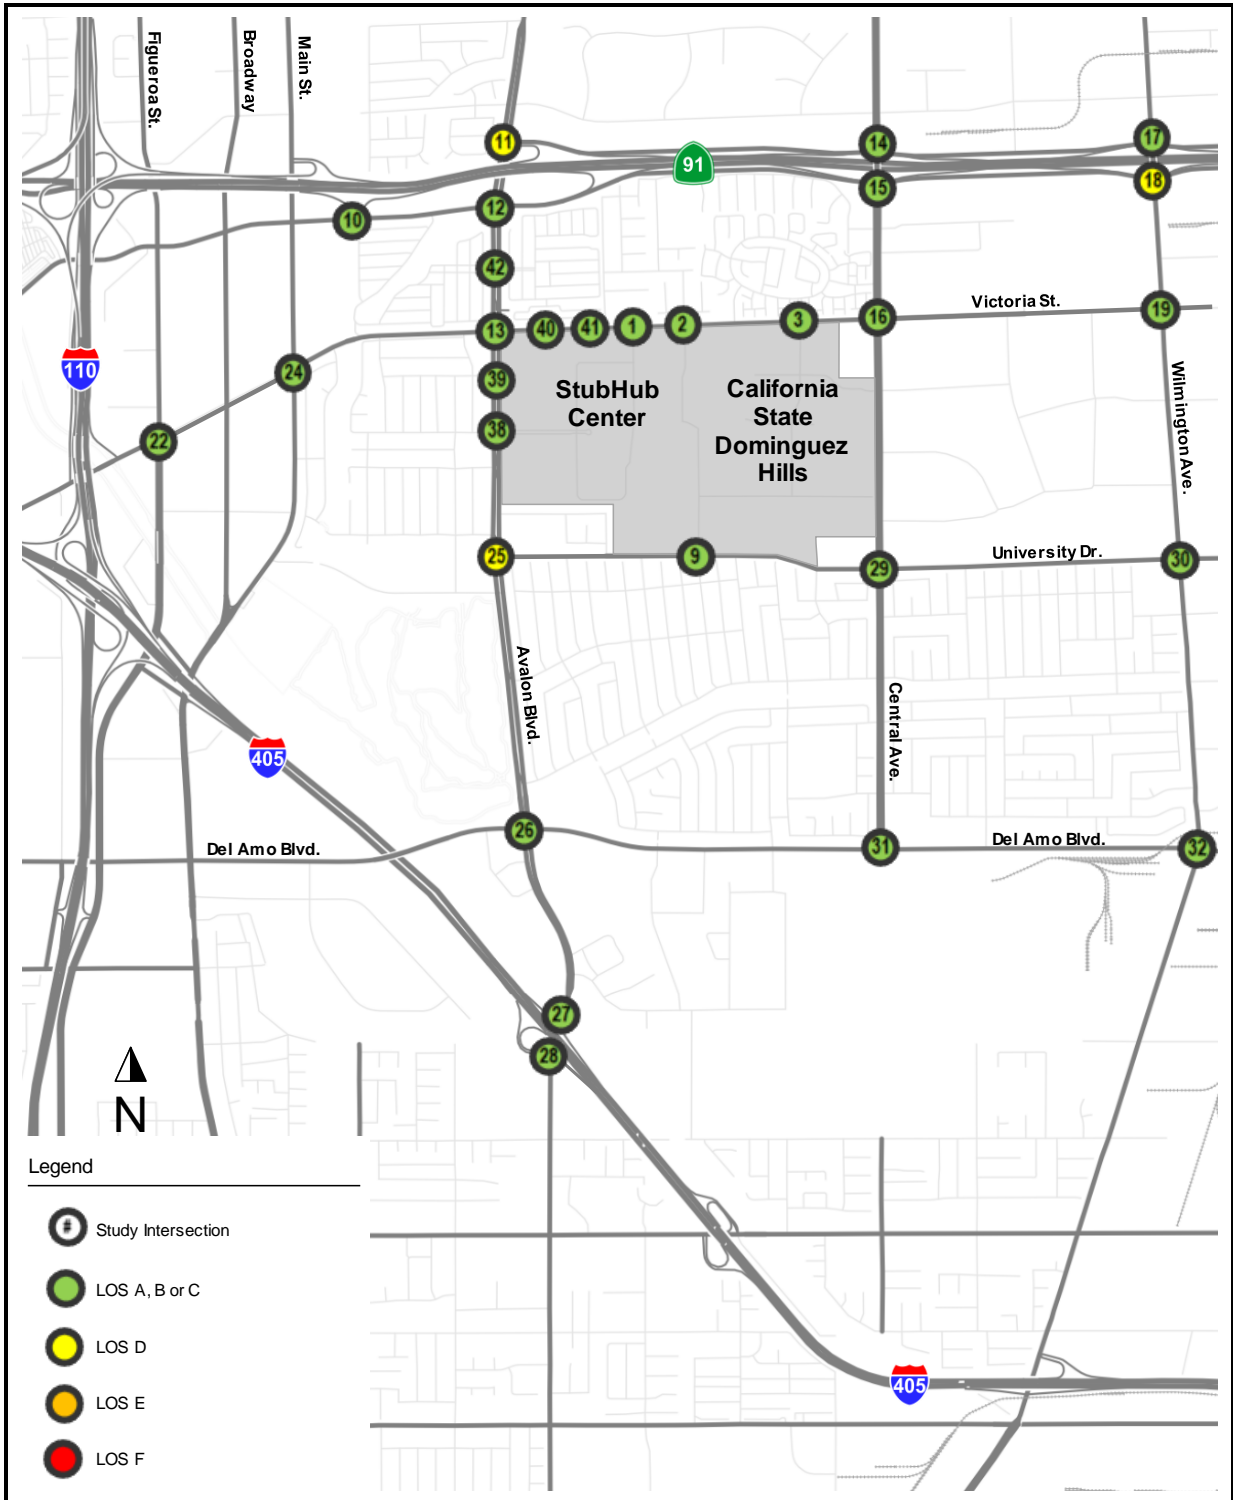 Figueroa St.
Broadway
Main St.
11
14
17
91
18
15
12
10
42
Victoria St.
19
16
3
2
1
41
40
13
110
24
39
StubHub
Center
California
State
Dominguez
Hills
Wilmington Ave.
38
22
25
9
University Dr.
30
29
Avalon Blvd.
Central Ave.
405
26
Del Amo Blvd.
31
Del Amo Blvd.
32
27
28
N
Legend
# Study Intersection
LOS A, B or C
LOS D
405
LOS E
LOS F